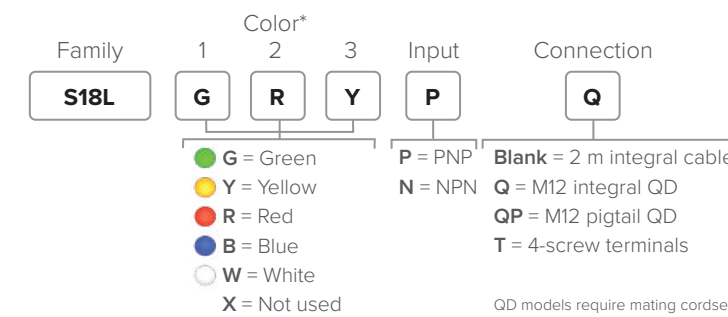 Color*
Family 1 2 3 Input Connection
S18L G R Y P Q
G = Green
Y = Yellow
R = Red
B = Blue
W = White
X = Not used
P = PNP
N = NPN
Blank = 2 m integral cable
Q = M12 integral QD
QP = M12 pigtail QD
T = 4-screw terminals
QD models require mating cordse